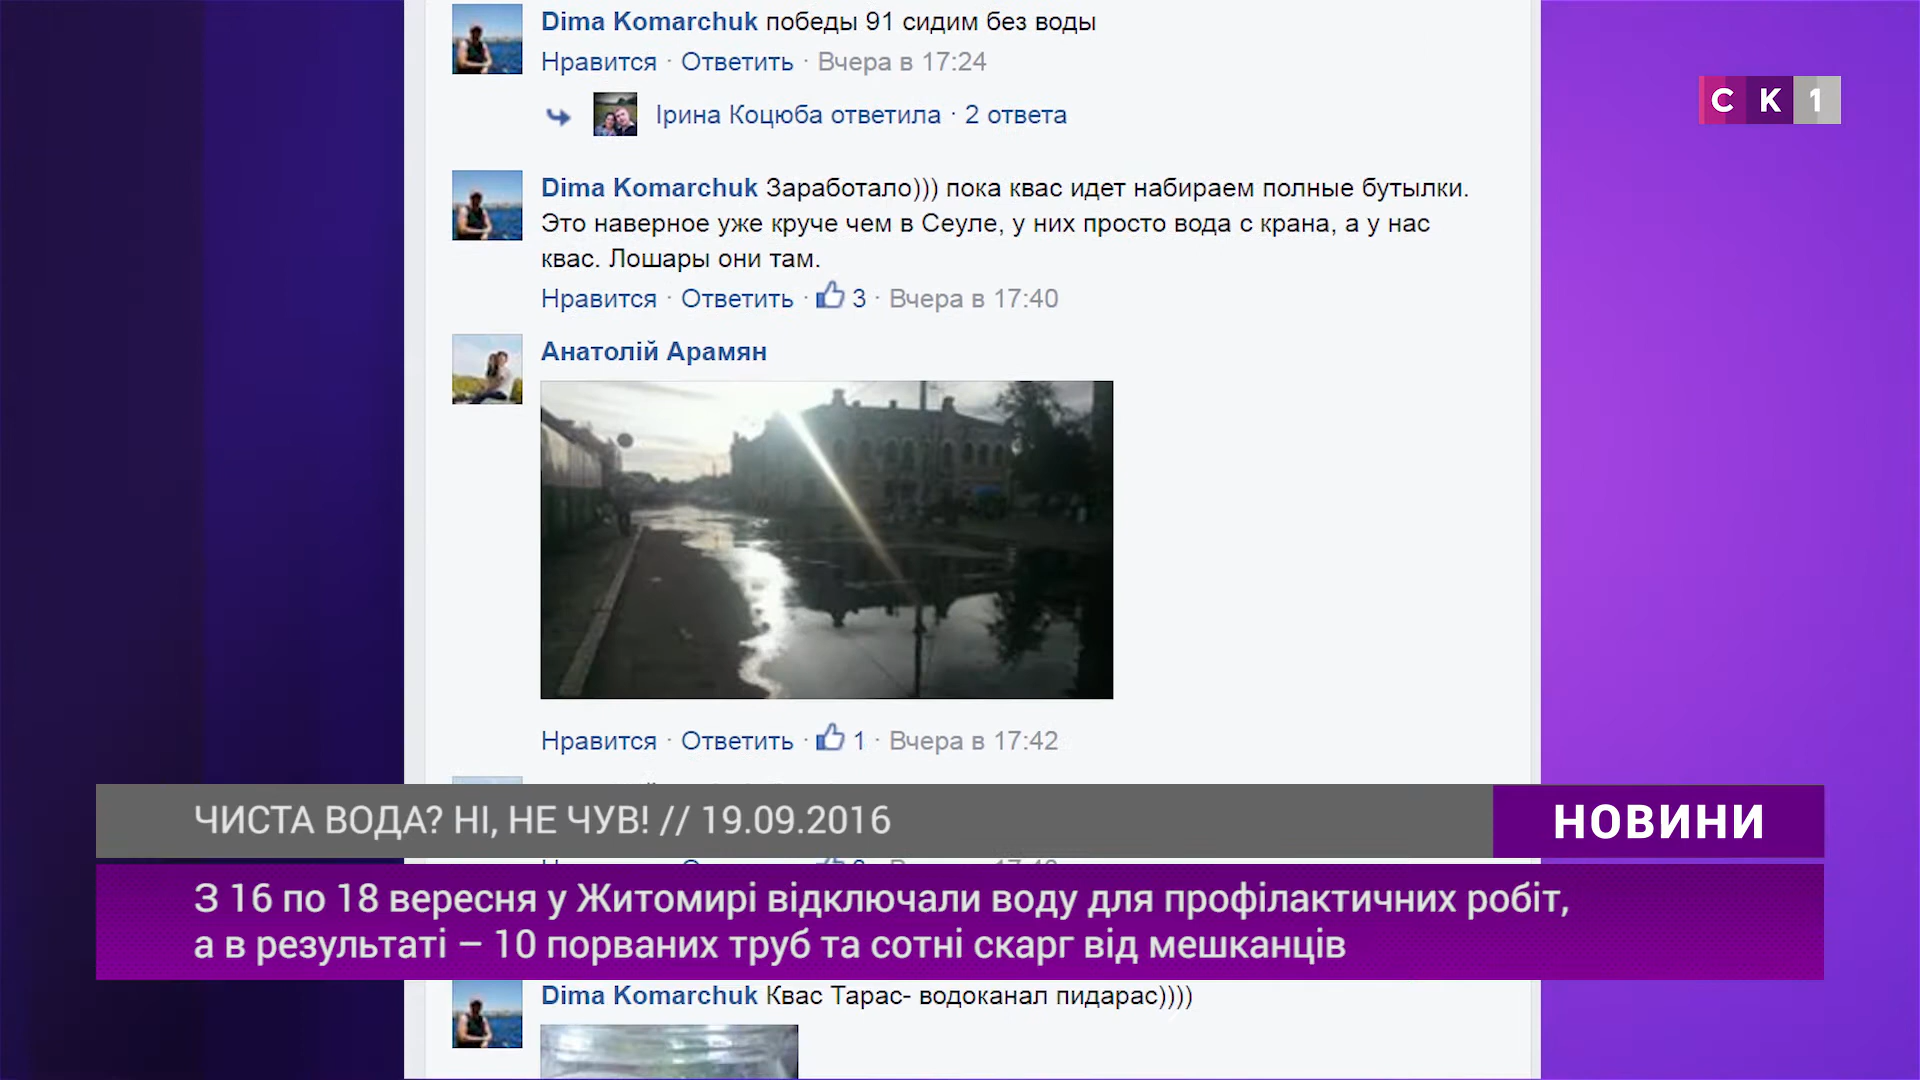 Dima Komarchuk победы 91 сидим без воды
Нравится · Ответить · Вчера в 17:24
Ірина Коцюба ответила · 2 ответа
СК1
Dima Komarchuk Заработало))) пока квас идет набираем полные бутылки.
Это наверное уже круче чем в Сеуле, у них просто вода с крана, а у нас
квас. Лошары они там.
Нравится · Ответить · 3 · Вчера в 17:40
Анатолій Арамян
Нравится · Ответить · 1 · Вчера в 17:42
ЧИСТА ВОДА? НІ, НЕ ЧУВ! // 19.09.2016
НОВИНИ
З 16 по 18 вересня у Житомирі відключали воду для профілактичних робіт,
а в результаті – 10 порваних труб та сотні скарг від мешканців
Dima Komarchuk Квас Тарас- водоканал пидарас))))